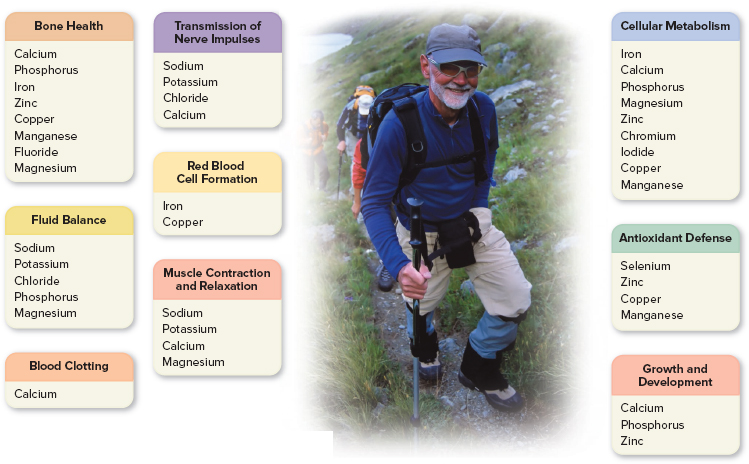 Bone Health
Calcium
Phosphorus
Iron
Zinc
Copper
Manganese
Fluoride
Magnesium
Fluid Balance
Sodium
Potassium
Chloride
Phosphorus
Magnesium
Blood Clotting
Calcium
Transmission of
Nerve Impulses
Sodium
Potassium
Chloride
Calcium
Red Blood
Cell Formation
Iron
Copper
Muscle Contraction
and Relaxation
Sodium
Potassium
Calcium
Magnesium
Cellular Metabolism
Iron
Calcium
Phosphorus
Magnesium
Zinc
Chromium
Iodide
Copper
Manganese
Antioxidant Defense
Selenium
Zinc
Copper
Manganese
Growth and
Development
Calcium
Phosphorus
Zinc